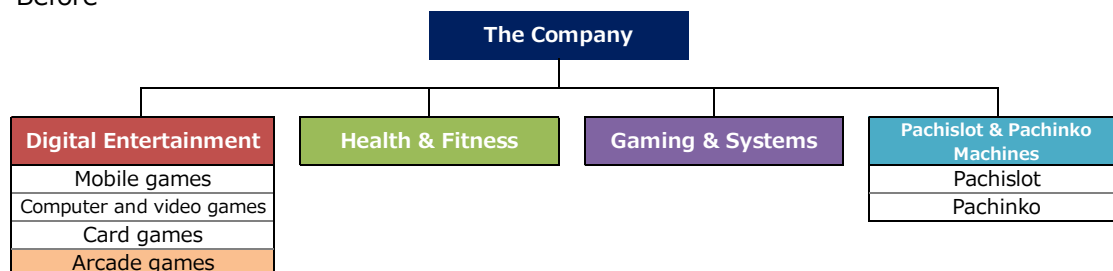 Before
The Company
Digital Entertainment
Health & Fitness
Gaming & Systems
Pachislot & Pachinko
Machines
Mobile games
Computer and video games
Card games
Arcade games
Pachislot
Pachinko